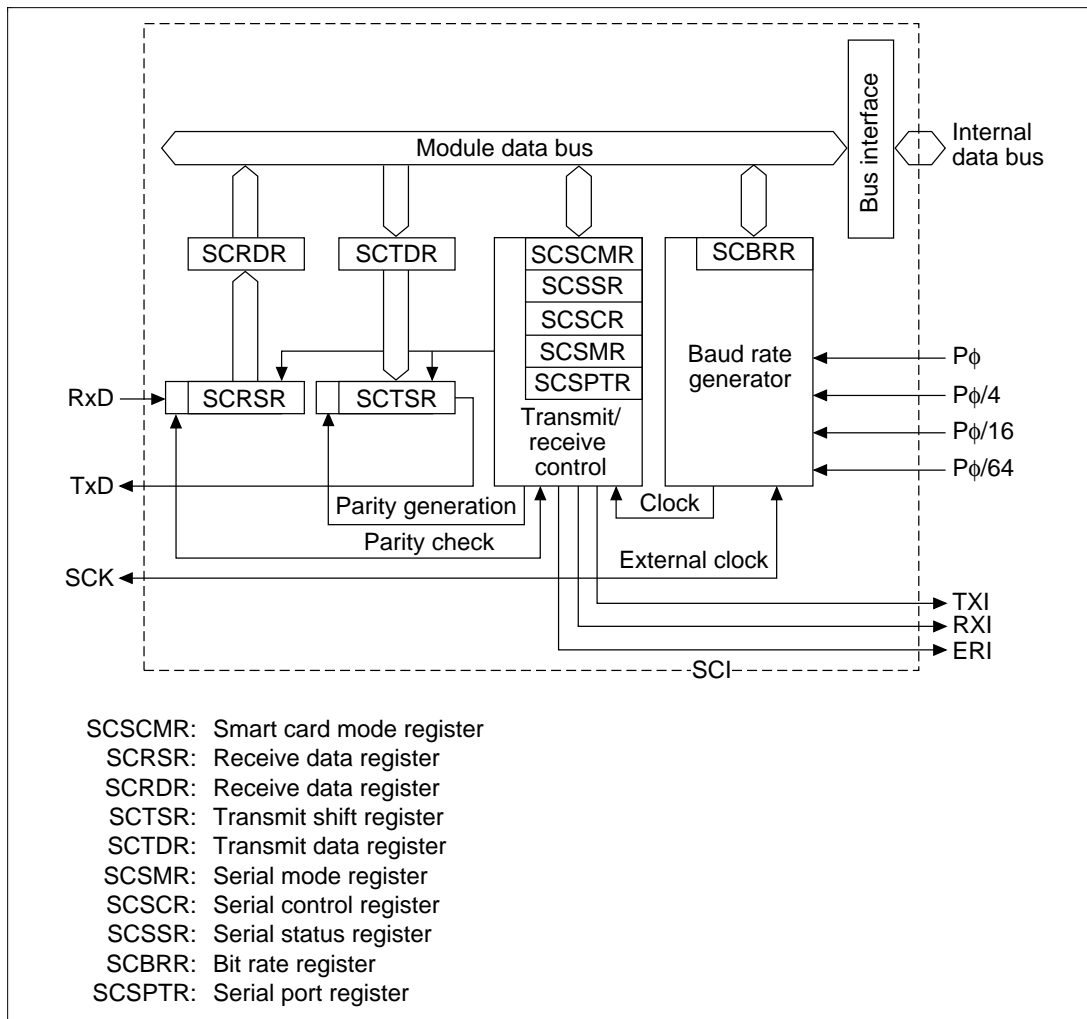 Module data bus
Bus interface
Internal
data bus
SCRDR
SCTDR
SCSCMR
SCSSR
SCSCR
SCSMR
SCSPTR
Transmit/
receive
control
SCBRR
Baud rate
generator
Pϕ
Pϕ/4
Pϕ/16
Pϕ/64
RxD
SCRSR
SCTSR
TxD
Parity generation
Clock
Parity check
SCK
External clock
TXI
RXI
ERI
SCI
SCSCMR: Smart card mode register
SCRSR: Receive data register
SCRDR: Receive data register
SCTSR: Transmit shift register
SCTDR: Transmit data register
SCSMR: Serial mode register
SCSCR: Serial control register
SCSSR: Serial status register
SCBRR: Bit rate register
SCSPTR: Serial port register